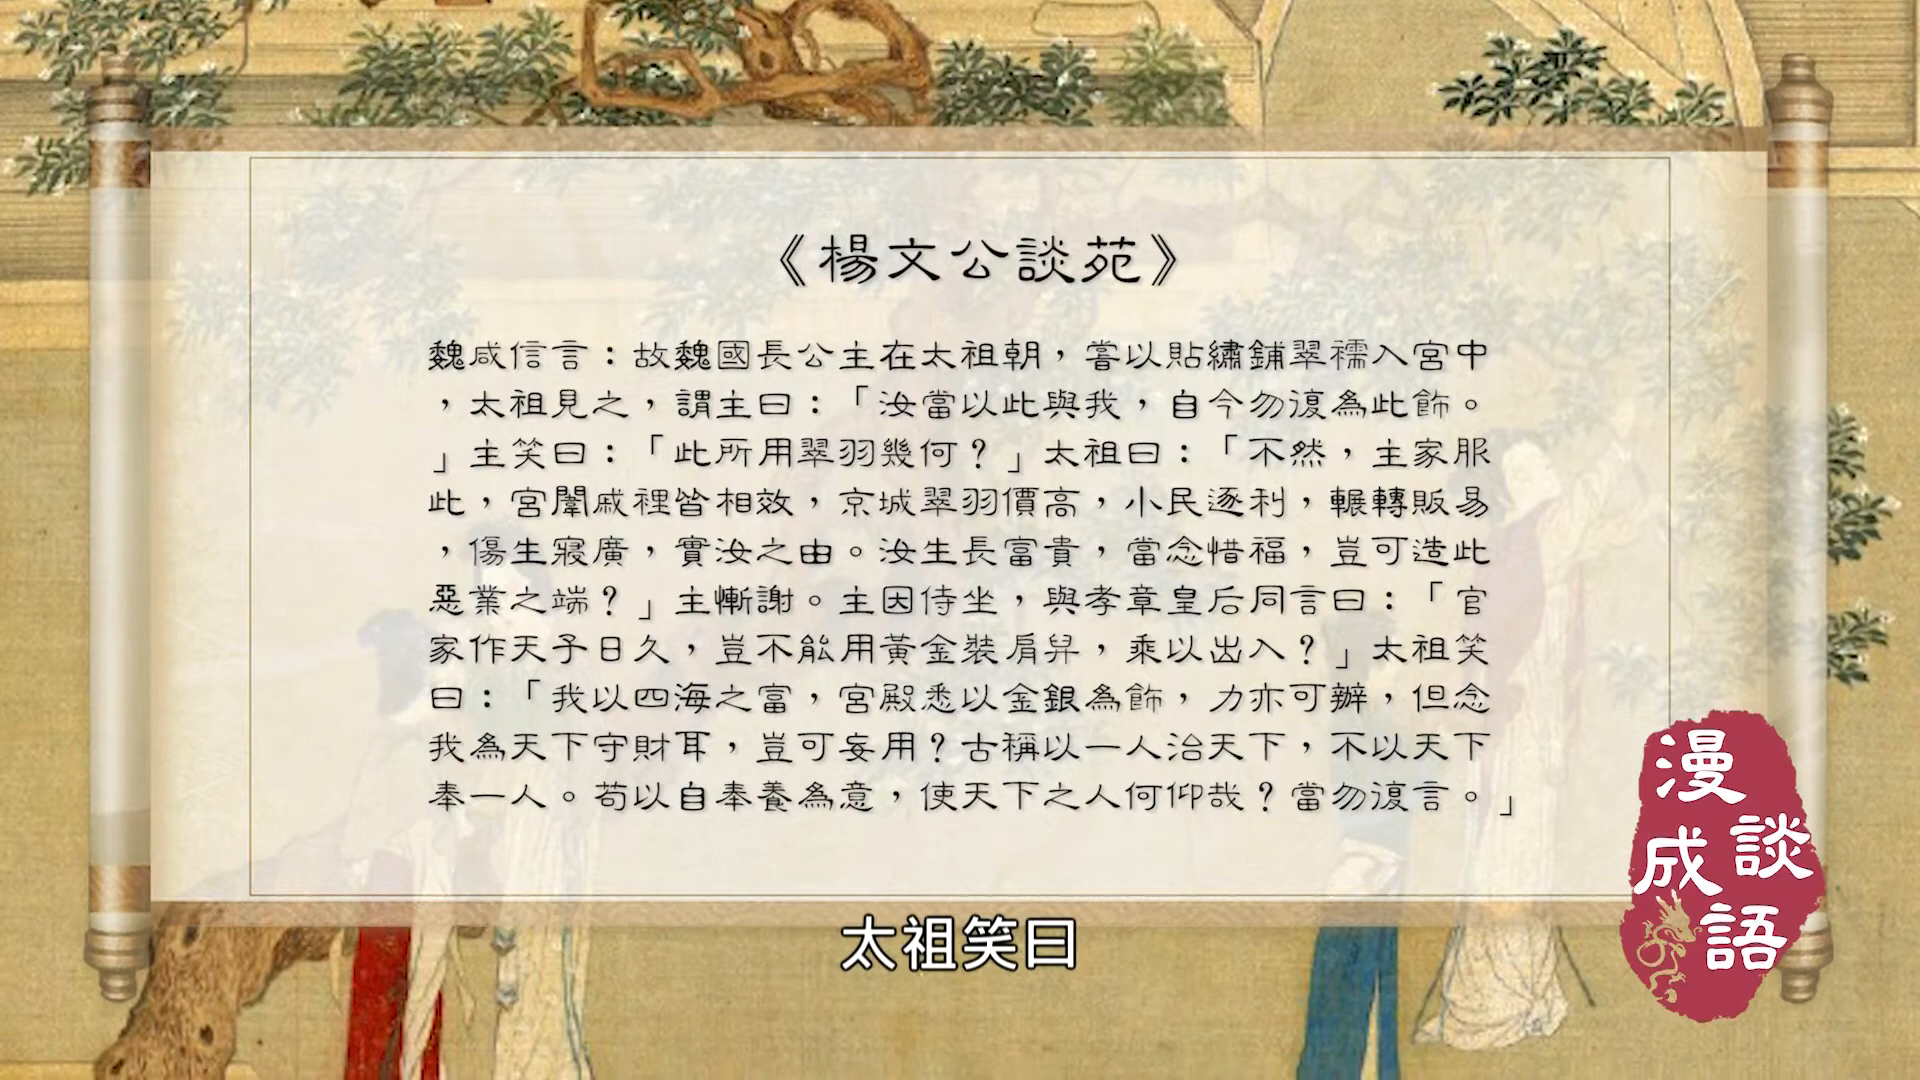 《楊文公談苑》
魏咸信言：故魏國長公主在太祖朝，嘗以貼繡鋪翠襦入宮中
，太祖見之，謂主曰：「汝當以此與我，自今勿復為此飾。
」主笑曰：「此所用翠羽幾何？」太祖曰：「不然，主家服
此，宮闈戚裡皆相效，京城翠羽價高，小民逐利，輾轉販易
，傷生寢廣，實汝之由。汝生長富貴，當念惜福，豈可造此
惡業之端？」主慚謝。主因侍坐，與孝章皇后同言曰：「官
家作天子日久，豈不能用黃金裝肩舁，乘以出入？」太祖笑
曰：「我以四海之富，宮殿悉以金銀為飾，力亦可辦，但念
我為天下守財耳，豈可妄用？古稱以一人治天下，不以天下
奉一人。苟以自奉養為意，使天下之人何仰哉？當勿復言。」
太祖笑曰
漫談
成語